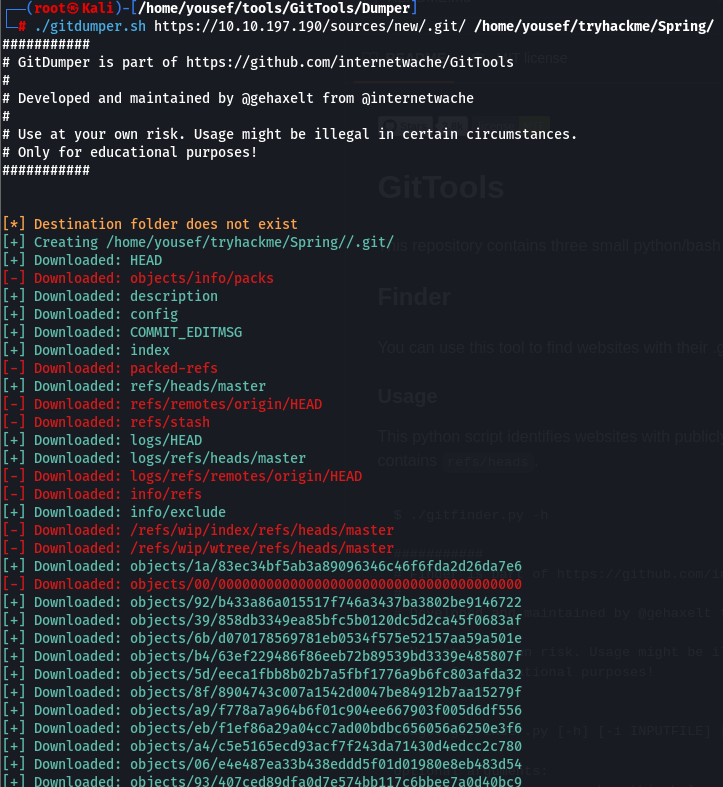 ┌──(root㉿Kali)-[/home/yousef/tools/GitTools/Dumper]
└─# ./gitdumper.sh https://10.10.197.190/sources/new/.git/ /home/yousef/tryhackme/Spring/
###########
# GitDumper is part of https://github.com/internetwache/GitTools
#
# Developed and maintained by @gehaxelt from @internetwache
#
# Use at your own risk. Usage might be illegal in certain circumstances.
# Only for educational purposes!
###########
[*] Destination folder does not exist
[+] Creating /home/yousef/tryhackme/Spring//.git/
[+] Downloaded: HEAD
[-] Downloaded: objects/info/packs
[+] Downloaded: description
[+] Downloaded: config
[+] Downloaded: COMMIT_EDITMSG
[+] Downloaded: index
[-] Downloaded: packed-refs
[+] Downloaded: refs/heads/master
[-] Downloaded: refs/remotes/origin/HEAD
[-] Downloaded: refs/stash
[+] Downloaded: logs/HEAD
[+] Downloaded: logs/refs/heads/master
[-] Downloaded: logs/refs/remotes/origin/HEAD
[-] Downloaded: info/refs
[+] Downloaded: info/exclude
[-] Downloaded: /refs/wip/index/refs/heads/master
[-] Downloaded: /refs/wip/wtree/refs/heads/master
[+] Downloaded: objects/1a/83ec34bf5ab3a89096346c46f6fda2d26da7e6
[-] Downloaded: objects/00/00000000000000000000000000000000000000
[+] Downloaded: objects/92/b433a86a015517f746a3437ba3802be9146722
[+] Downloaded: objects/39/858db3349ea85bfc5b0120dc5d2ca45f0683af
[+] Downloaded: objects/6b/d070178569781eb0534f575e52157aa59a501e
[+] Downloaded: objects/b4/63ef229486f86eeb72b89539bd3339e485807f
[+] Downloaded: objects/5d/eeca1fbb8b02b7a5fbf1776a9b6fc803afda32
[+] Downloaded: objects/8f/8904743c007a1542d0047be84912b7aa15279f
[+] Downloaded: objects/a9/f778a7a964b6f01c904ee667903f005d6df556
[+] Downloaded: objects/eb/f1ef86a29a04cc7ad00bdbc656056a6250e3f6
[+] Downloaded: objects/a4/c5e5165ecd93acf7f243da71430d4edcc2c780
[+] Downloaded: objects/06/e4e487ea33b438eddd5f01d01980e8eb483d54
[+] Downloaded: objects/93/407ced89dfa0d7e574bb117c6bbee7a0d40bc9
license
GitTools
This repository contains three small python/bash
Finder
You can use this tool to find websites with their .g
Usage
This python script identifies websites with publicly
contains refs/heads .
$ ./gitfinder.py -h
###########
of https://github.com/i
maintained by @gehaxelt
risk. Usage might be i
tional purposes!
.py [-h] [-i INPUTFILE]